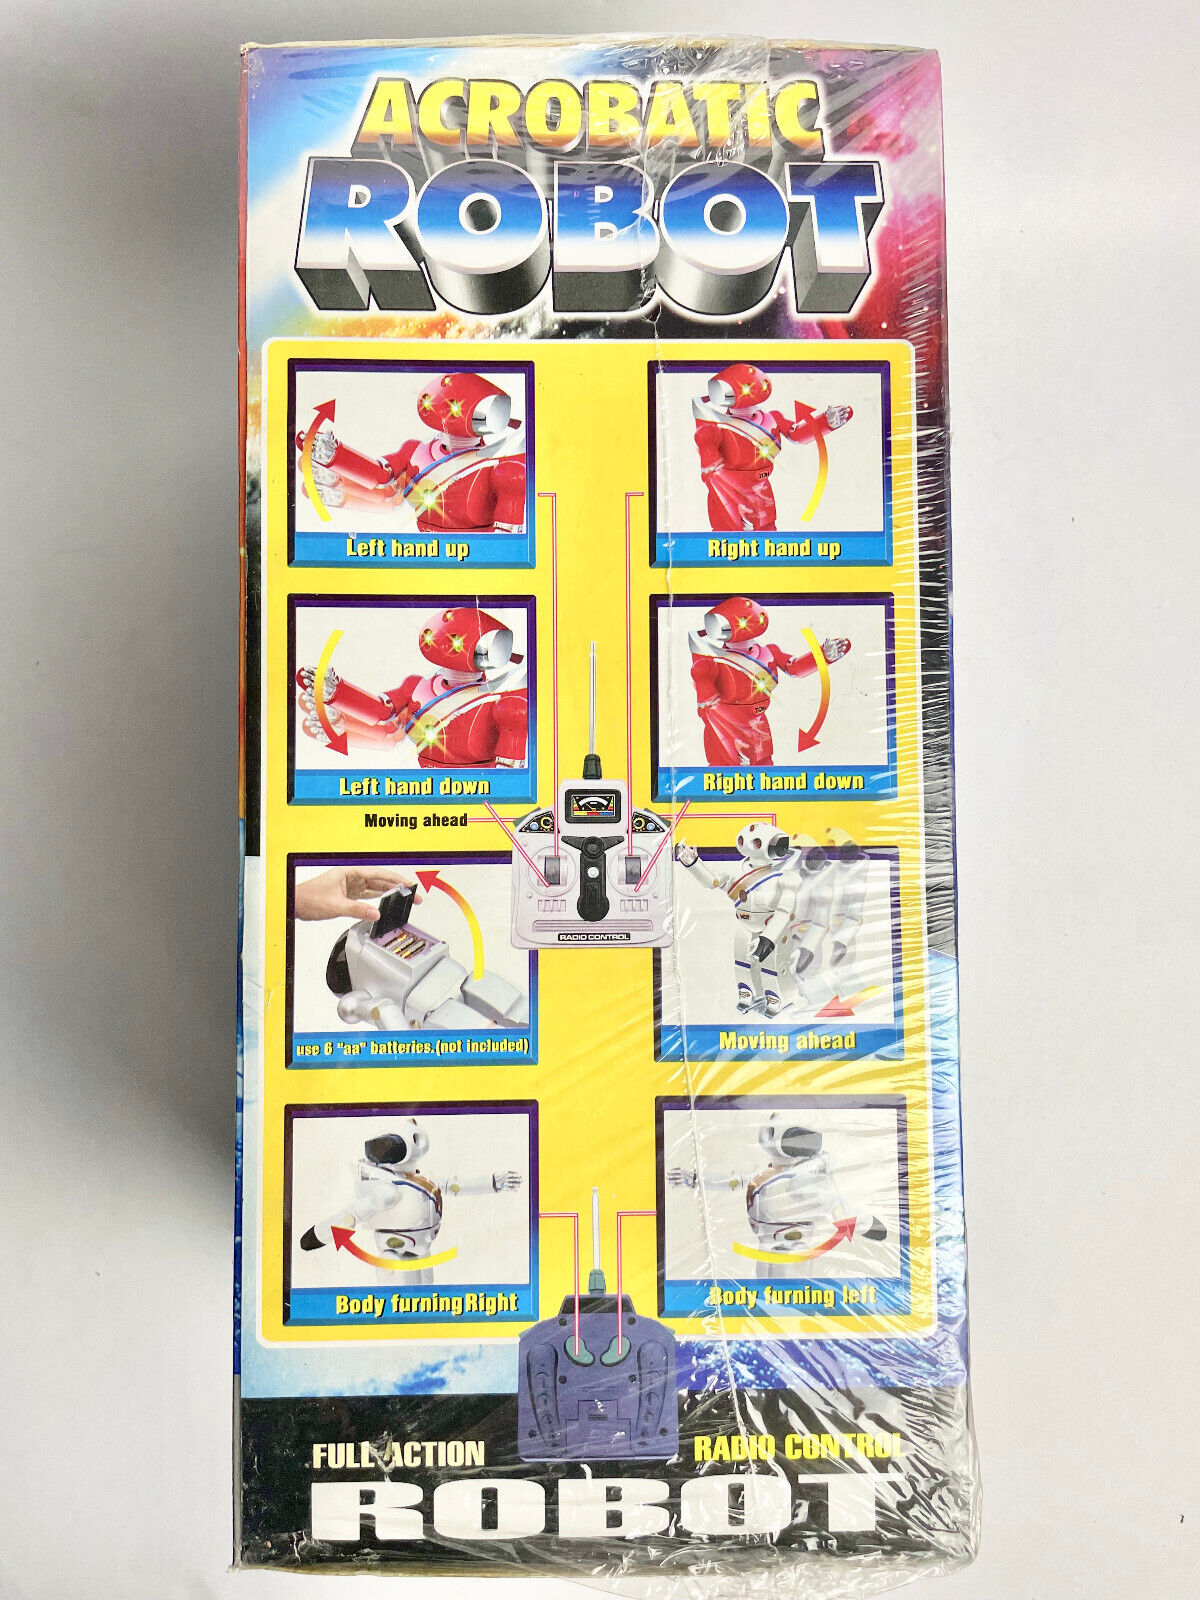 ACROBATIC
ROBOT
Left hand up
Right hand up
Left hand down
Right hand down
Moving ahead
RADIO CONTROL
use 6 "aa" batteries.(not included)
Moving ahead
Body furning Right
Body furning left
FULL ACTION
RADIO CONTROL
ROBOT